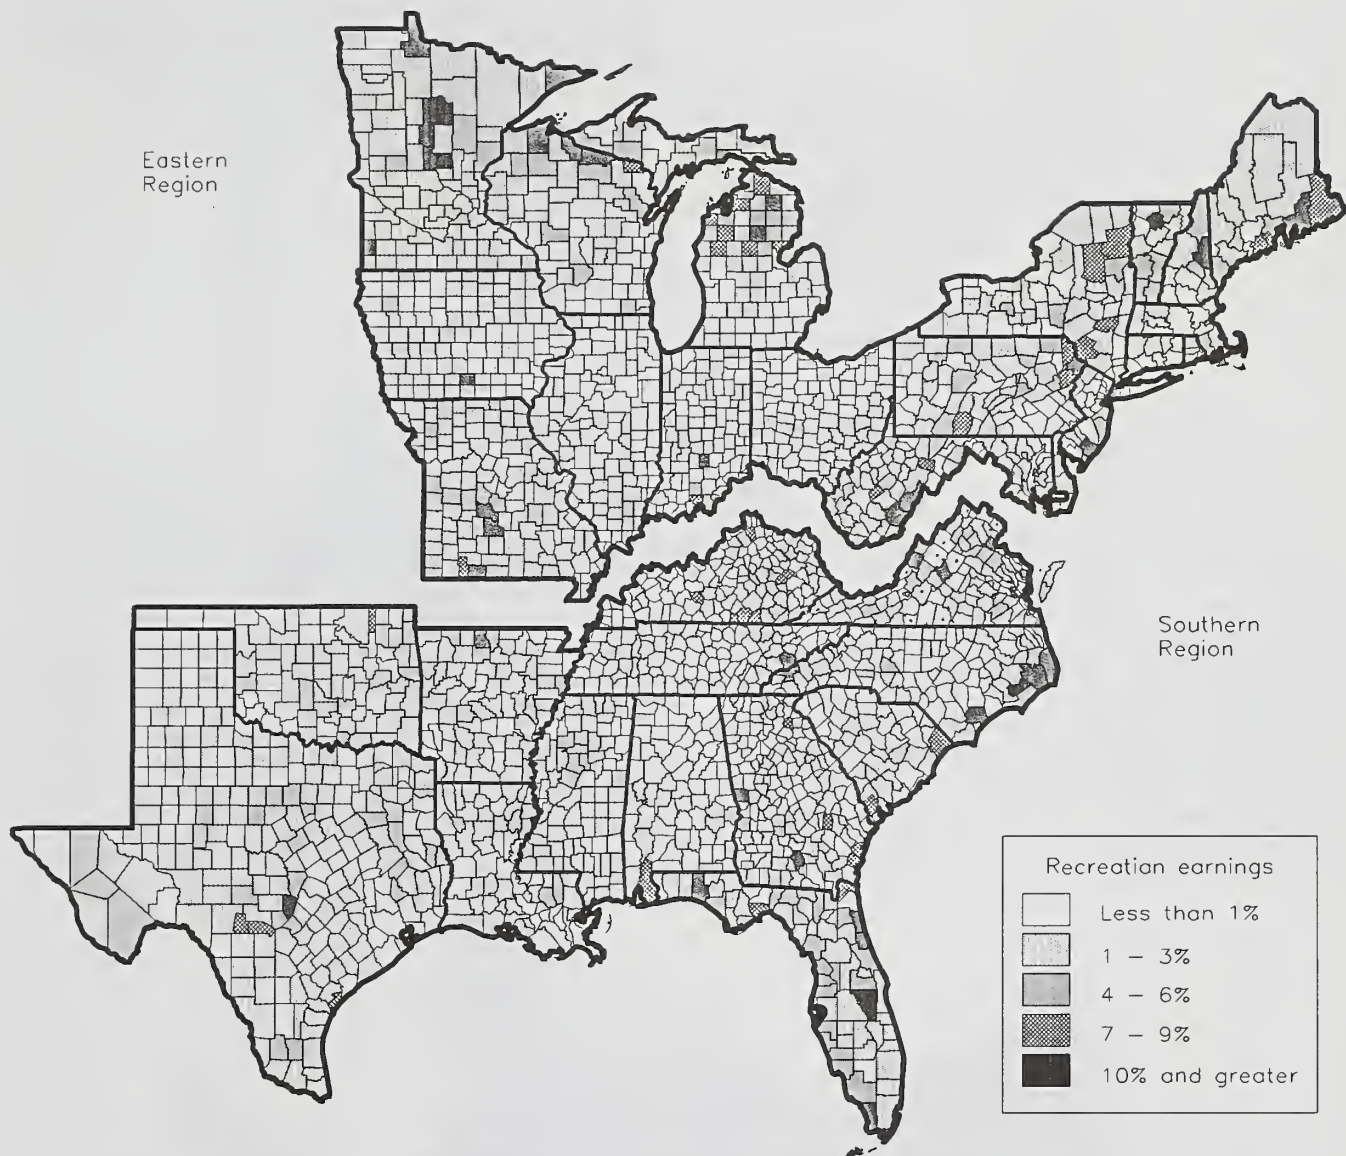 Eastern
Region
Southern
Region
Recreation earnings
Less than 1%
1 – 3%
4 – 6%
7 – 9%
10% and greater